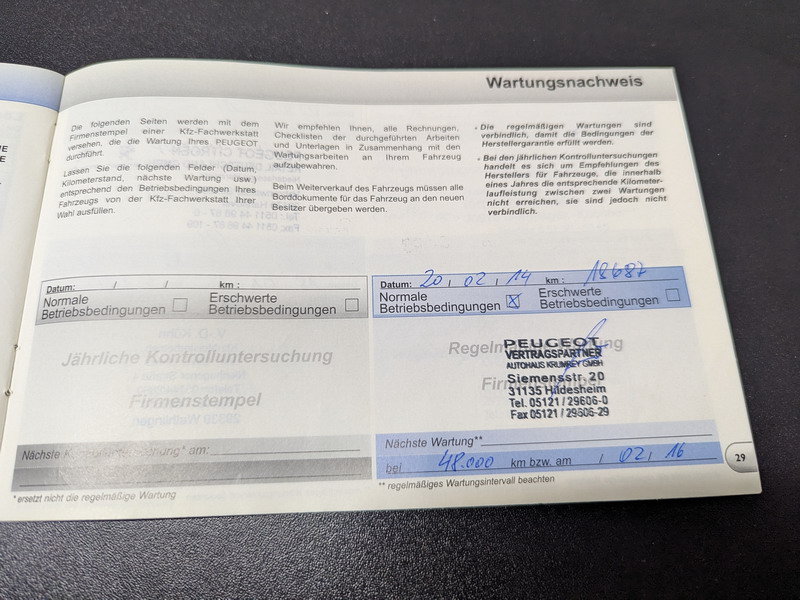 Wartungsnachweis
Die folgenden Seiten werden mit dem
Firmenstempel einer Kfz-Fachwerkstatt
versehen, die die Wartung Ihres PEUGEOT
durchführt.
Lassen Sie die folgenden Felder (Datum,
Kilometerstand, nächste Wartung usw.)
entsprechend den Betriebsbedingungen Ihres
Fahrzeugs von der Kfz-Fachwerkstatt Ihrer
Wahl ausfüllen.
Wir empfehlen Ihnen, alle Rechnungen,
Checklisten der durchgeführten Arbeiten
und Unterlagen in Zusammenhang mit den
Wartungsarbeiten an Ihrem Fahrzeug
aufzubewahren.
Beim Weiterverkauf des Fahrzeugs müssen alle
Borddokumente für das Fahrzeug an den neuen
Besitzer übergeben werden.
- Die regelmäßigen Wartungen sind
verbindlich, damit die Bedingungen der
Herstellergarantie erfüllt werden.
- Bei den jährlichen Kontrolluntersuchungen
handelt es sich um Empfehlungen des
Herstellers für Fahrzeuge, die innerhalb
eines Jahres die entsprechende Kilometer-
laufleistung zwischen zwei Wartungen
nicht erreichen, sie sind jedoch nicht
verbindlich.
Datum: / / km :
Normale
Betriebsbedingungen
Erschwerte
Betriebsbedingungen
Jährliche Kontrolluntersuchung
Firmenstempel
Nächste Kontrolluntersuchung* am:
* ersetzt nicht die regelmäßige Wartung
Datum: 20 / 02 / 14 km : 18687
Normale
Betriebsbedingungen
Erschwerte
Betriebsbedingungen
PEUGEOT
VERTRAGSPARTNER
AUTOHAUS KRUMREY GMBH
Siemensstr. 20
31135 Hildesheim
Tel. 05121 / 29606-0
Fax 05121 / 29606-29
Nächste Wartung**
bei 48.000 km bzw. am / 02 / 16
** regelmäßiges Wartungsintervall beachten
29